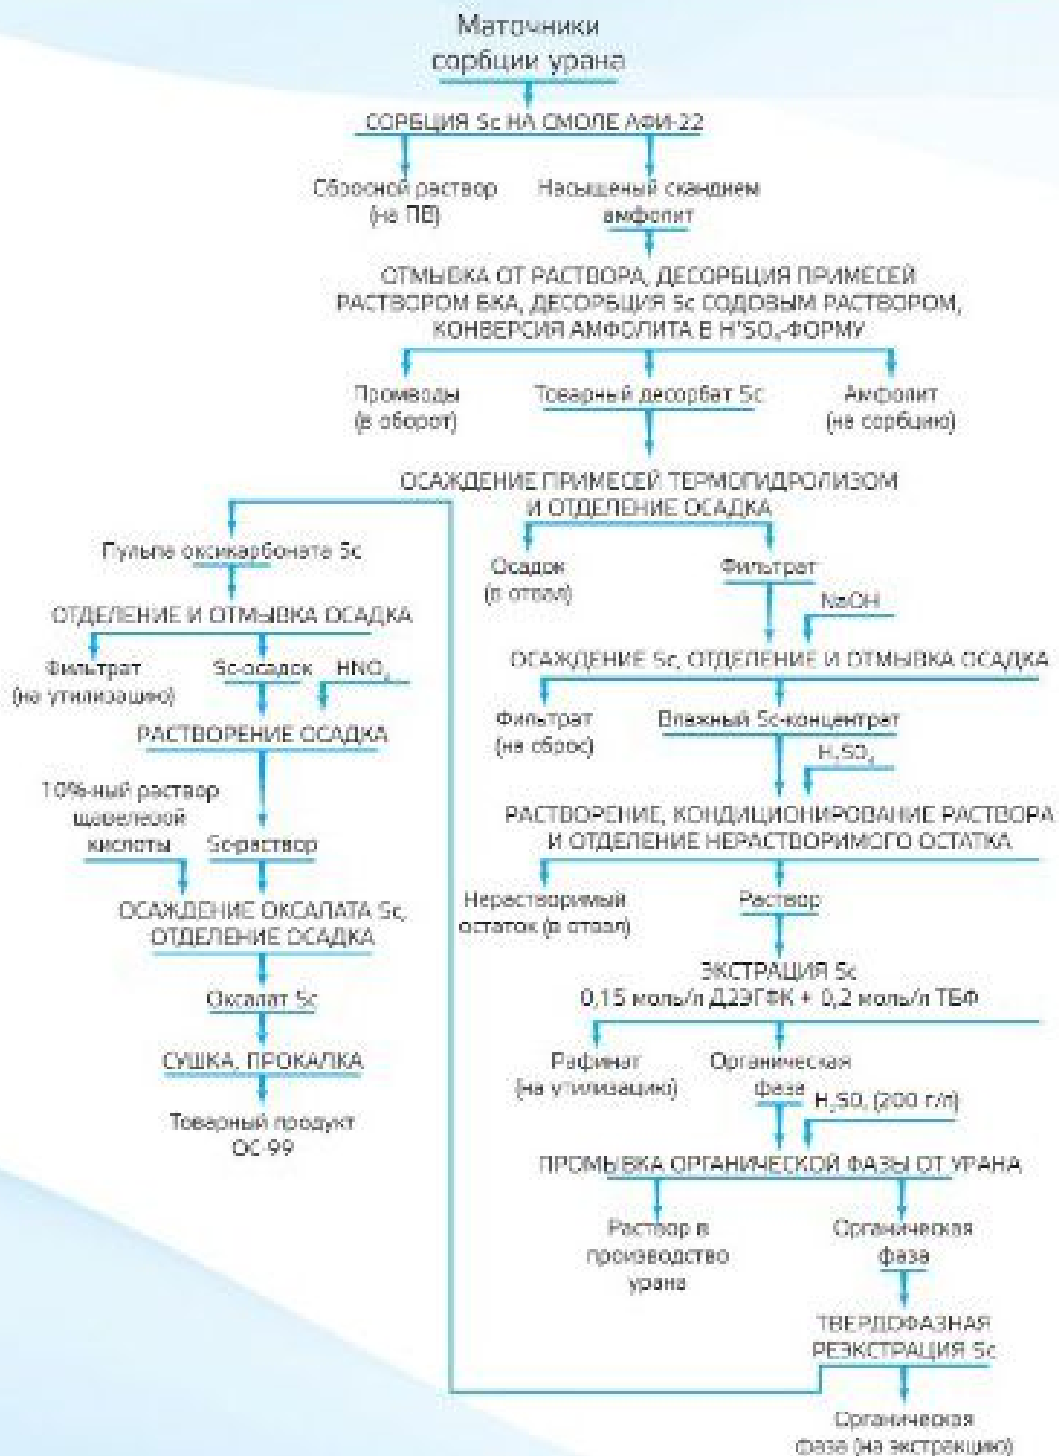 Маточники
сорбции урана
СОРБЦИЯ Sc НА СМОЛЕ АФИ-22
Сбросной раствор
(на ПВ)
Насыщеный скандием
амфолит
ОТМЫВКА ОТ РАСТВОРА, ДЕСОРБЦИЯ ПРИМЕСЕЙ
РАСТВОРОМ БКА, ДЕСОРБЦИЯ Sc СОДОВЫМ РАСТВОРОМ,
КОНВЕРСИЯ АМФОЛИТА В H⁺SO₄-ФОРМУ
Промводы
(в оборот)
Товарный десорбат Sc
Амфолит
(на сорбцию)
ОСАЖДЕНИЕ ПРИМЕСЕЙ ТЕРМОГИДРОЛИЗОМ
И ОТДЕЛЕНИЕ ОСАДКА
Осадок
(в отвал)
Фильтрат
NaOH
ОСАЖДЕНИЕ Sc, ОТДЕЛЕНИЕ И ОТМЫВКА ОСАДКА
Фильтрат
(на сброс)
Влажный Sc-концентрат
H₂SO₄
РАСТВОРЕНИЕ, КОНДИЦИОНИРОВАНИЕ РАСТВОРА
И ОТДЕЛЕНИЕ НЕРАСТВОРИМОГО ОСТАТКА
Нерастворимый
остаток (в отвал)
Раствор
ЭКСТРАЦИЯ Sc
0,15 моль/л Д2ЭГФК + 0,2 моль/л ТБФ
Рафинат
(на утилизацию)
Органическая
фаза
H₂SO₄ (200 г/л)
ПРОМЫВКА ОРГАНИЧЕСКОЙ ФАЗЫ ОТ УРАНА
Раствор в
производство
урана
Органическая
фаза
ТВЕРДОФАЗНАЯ
РЕЭКСТРАЦИЯ Sc
Органическая
фаза (на экстракцию)
Пульпа оксикарбоната Sc
ОТДЕЛЕНИЕ И ОТМЫВКА ОСАДКА
Фильтрат
(на утилизацию)
Sc-осадок
HNO₃
РАСТВОРЕНИЕ ОСАДКА
10%-ный раствор
щавелевой
кислоты
Sc-раствор
ОСАЖДЕНИЕ ОКСАЛАТА Sc,
ОТДЕЛЕНИЕ ОСАДКА
Оксалат Sc
СУШКА, ПРОКАЛКА
Товарный продукт
ОС-99